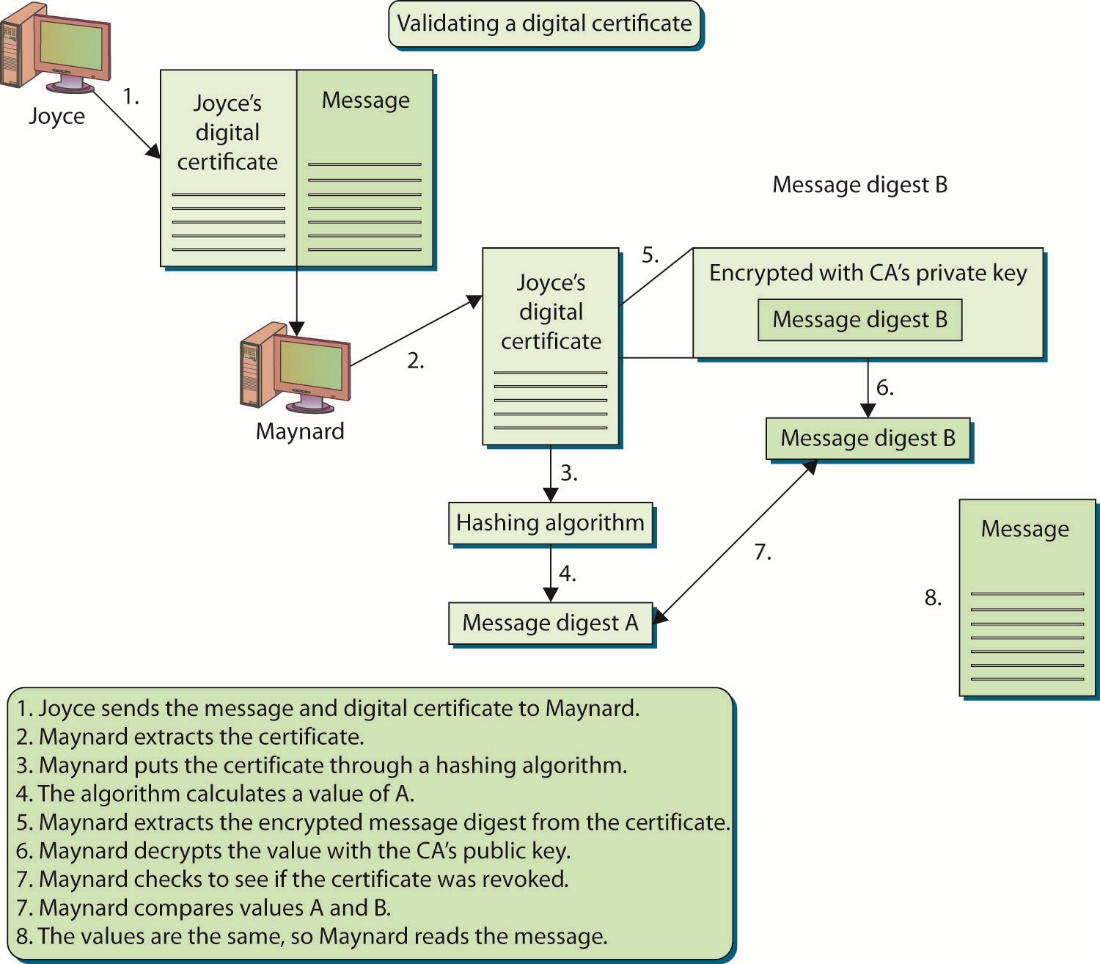 Validating a digital certificate
Joyce
1.
Joyce's
digital
certificate
Message
Message digest B
Maynard
2.
Joyce's
digital
certificate
5.
Encrypted with CA's private key
Message digest B
6.
Message digest B
3.
Hashing algorithm
4.
Message digest A
7.
8.
Message
1. Joyce sends the message and digital certificate to Maynard.
2. Maynard extracts the certificate.
3. Maynard puts the certificate through a hashing algorithm.
4. The algorithm calculates a value of A.
5. Maynard extracts the encrypted message digest from the certificate.
6. Maynard decrypts the value with the CA's public key.
7. Maynard checks to see if the certificate was revoked.
7. Maynard compares values A and B.
8. The values are the same, so Maynard reads the message.